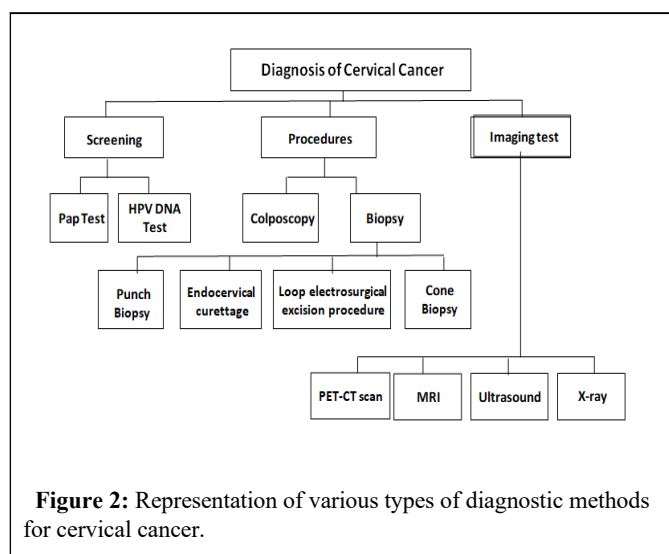 Diagnosis of Cervical Cancer
Screening
Procedures
Imaging test
Pap Test
HPV DNA
Test
Colposcopy
Biopsy
Punch
Biopsy
Endocervical
curettage
Loop electrosurgical
excision procedure
Cone
Biopsy
PET-CT scan
MRI
Ultrasound
X-ray
Figure 2: Representation of various types of diagnostic methods
for cervical cancer.